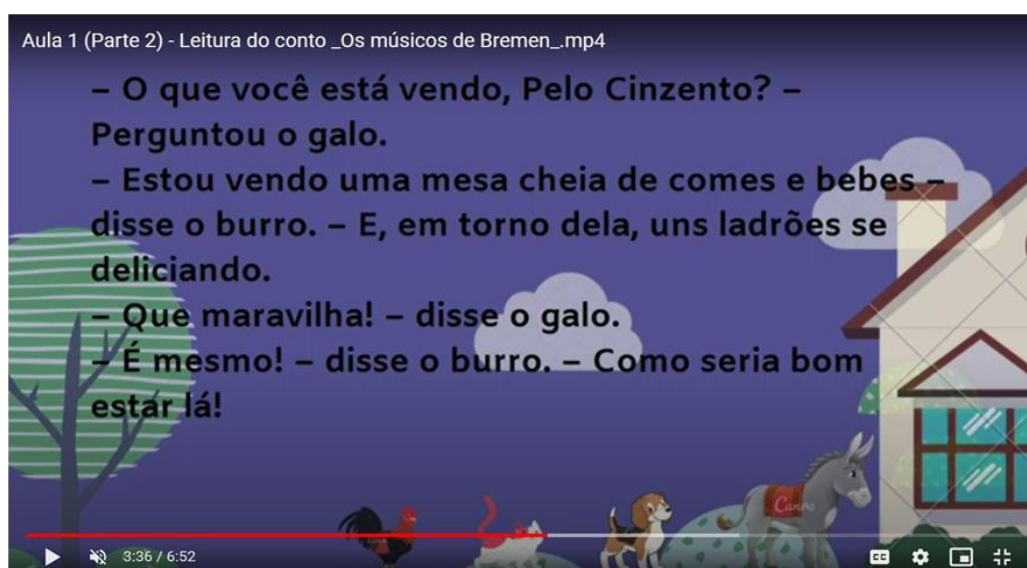 Aula 1 (Parte 2) - Leitura do conto _Os músicos de Bremen_.mp4
– O que você está vendo, Pelo Cinzento? –
Perguntou o galo.
– Estou vendo uma mesa cheia de comes e bebes –
disse o burro. – E, em torno dela, uns ladrões se
deliciando.
– Que maravilha! – disse o galo.
– É mesmo! – disse o burro. – Como seria bom
estar lá!
Canva
3:36 / 6:52
CC